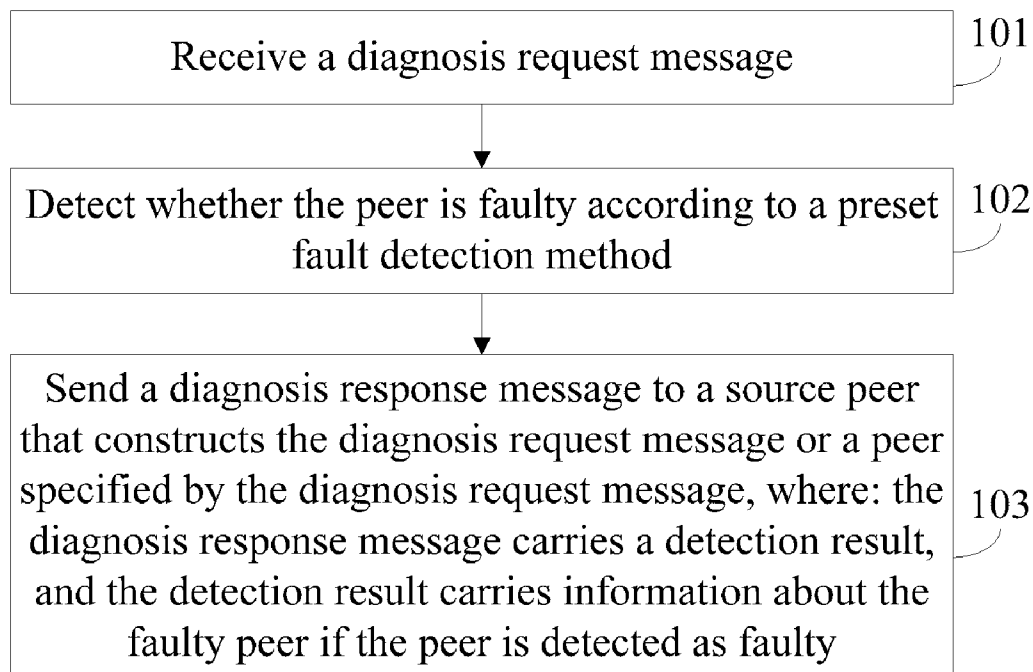 Receive a diagnosis request message
101
Detect whether the peer is faulty according to a preset
fault detection method
102
Send a diagnosis response message to a source peer
that constructs the diagnosis request message or a peer
specified by the diagnosis request message, where: the
diagnosis response message carries a detection result,
and the detection result carries information about the
faulty peer if the peer is detected as faulty
103